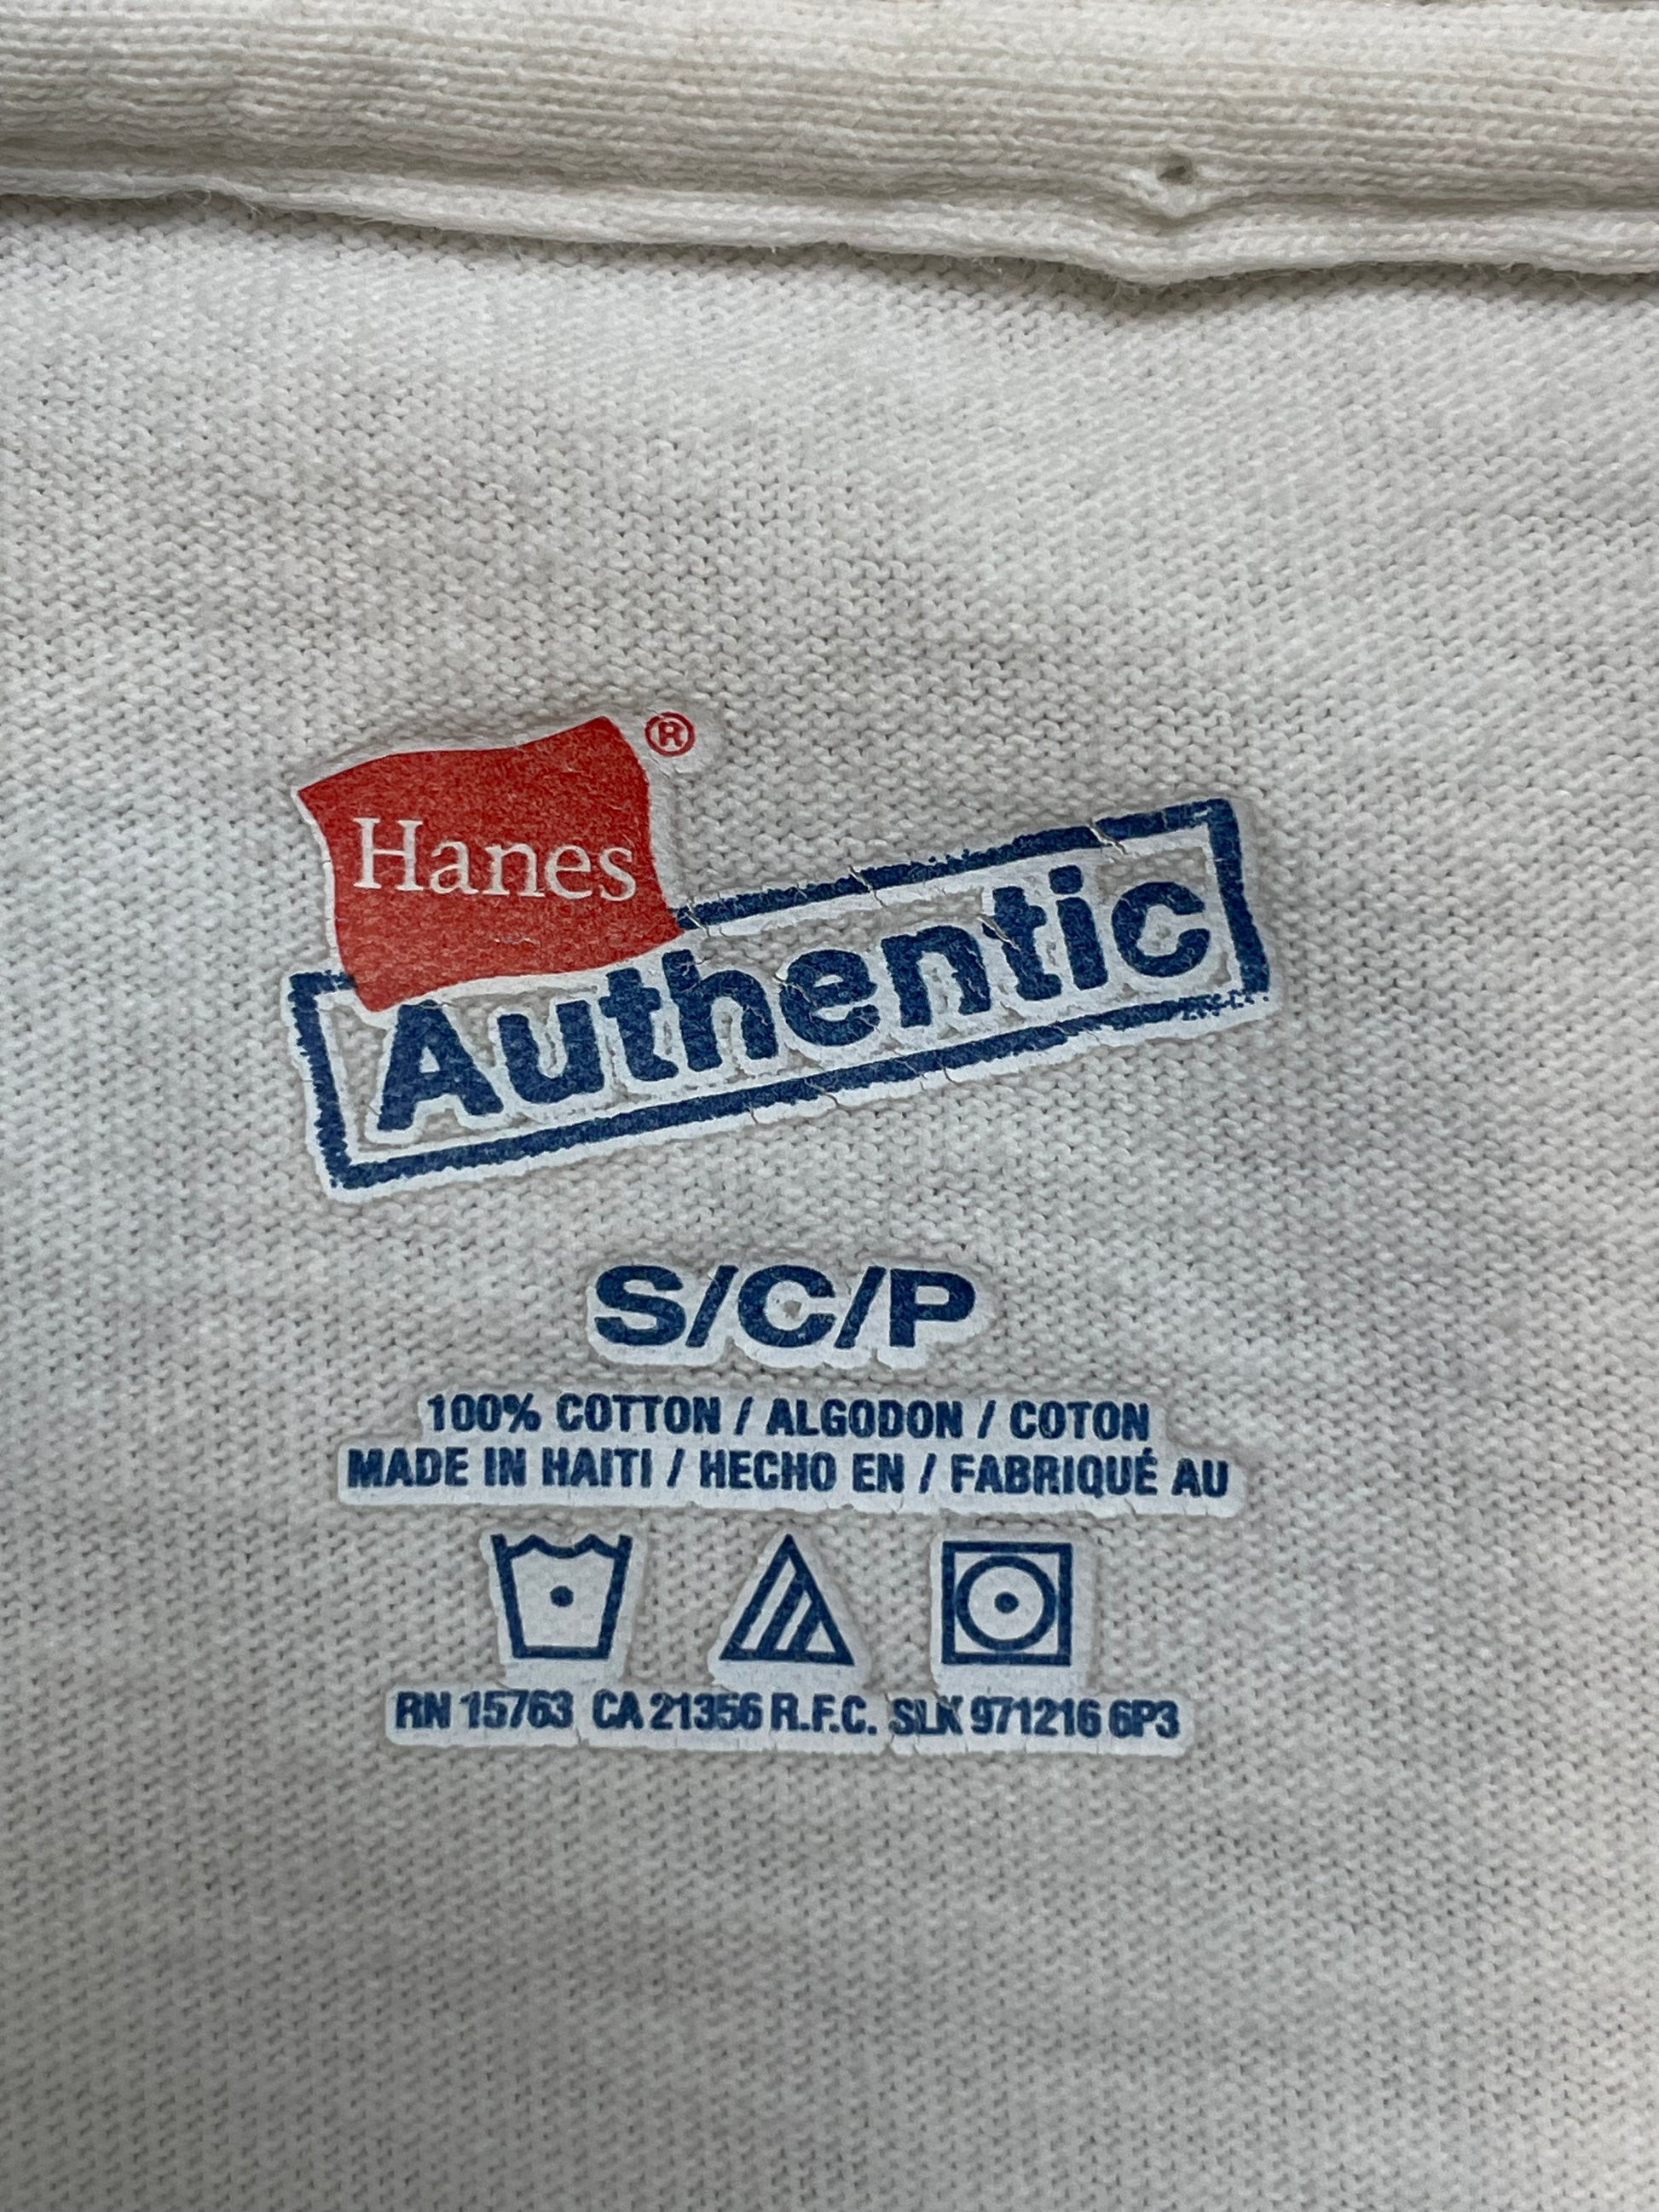 Hanes®
Authentic
S/C/P
100% COTTON / ALGODON / COTON
MADE IN HAITI / HECHO EN / FABRIQUÉ AU
RN 15763 CA 21356 R.F.C. SLK 971216 6P3